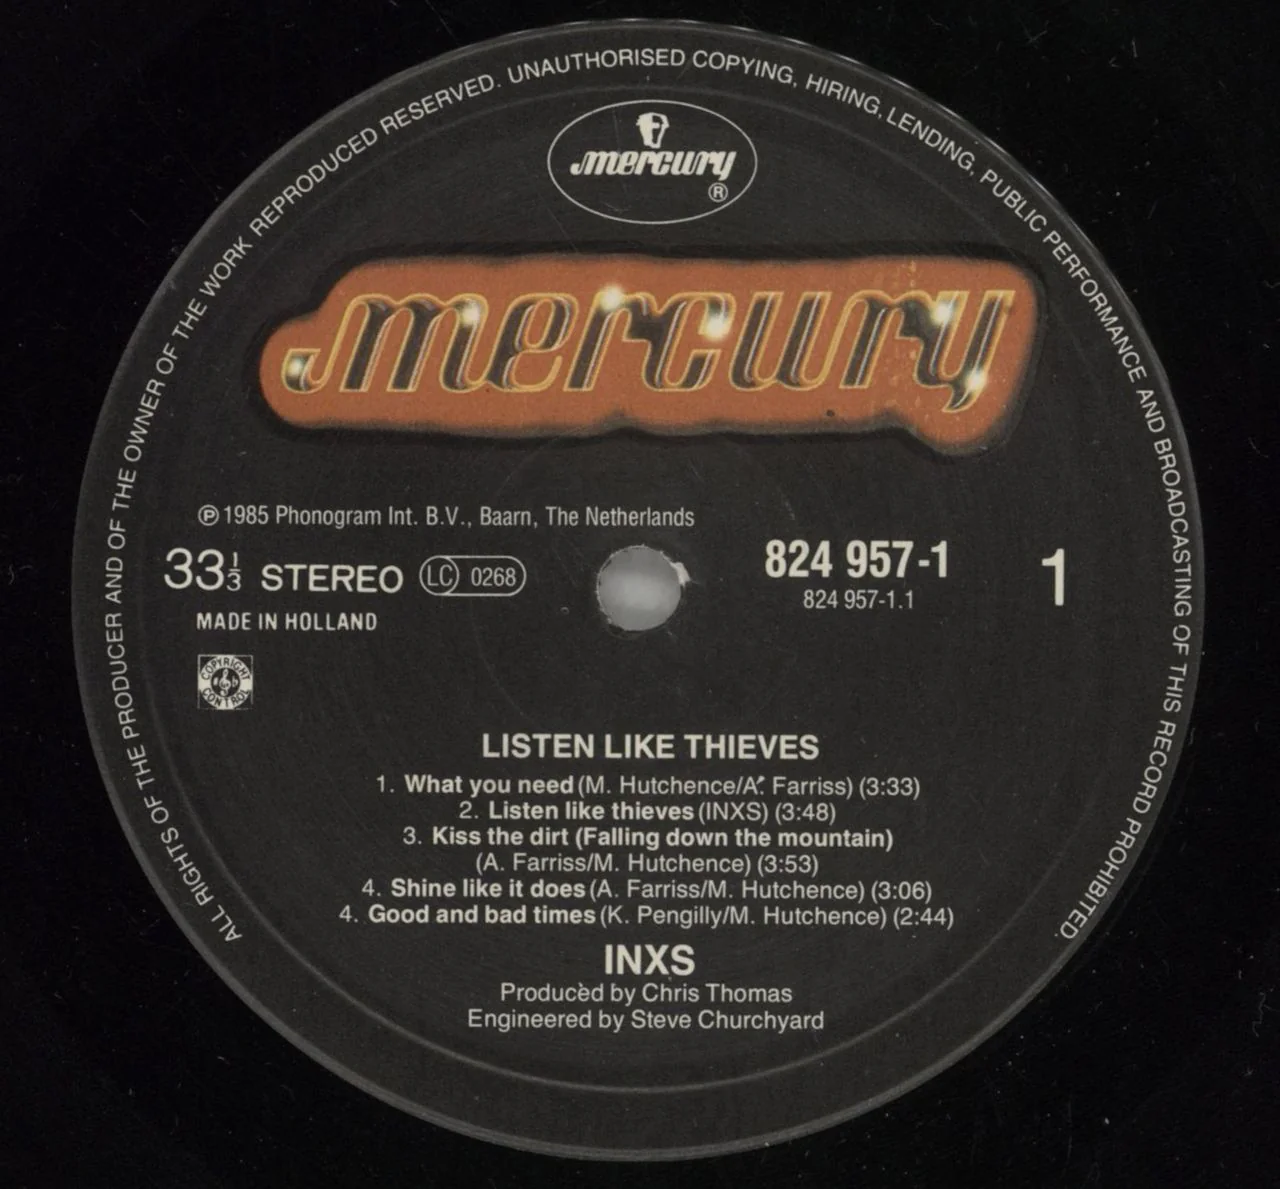 ALL RIGHTS OF THE PRODUCER AND OF THE OWNER OF THE WORK REPRODUCED RESERVED. UNAUTHORISED COPYING, HIRING, LENDING, PUBLIC PERFORMANCE AND BROADCASTING OF THIS RECORD PROHIBITED.
mercury
®
mercury
℗ 1985 Phonogram Int. B.V., Baarn, The Netherlands
33⅓ STEREO LC 0268
MADE IN HOLLAND
COPYRIGHT CONTROL
824 957-1 1
824 957-1.1
LISTEN LIKE THIEVES
1. What you need (M. Hutchence/A. Farriss) (3:33)
2. Listen like thieves (INXS) (3:48)
3. Kiss the dirt (Falling down the mountain)
(A. Farriss/M. Hutchence) (3:53)
4. Shine like it does (A. Farriss/M. Hutchence) (3:06)
4. Good and bad times (K. Pengilly/M. Hutchence) (2:44)
INXS
Produced by Chris Thomas
Engineered by Steve Churchyard